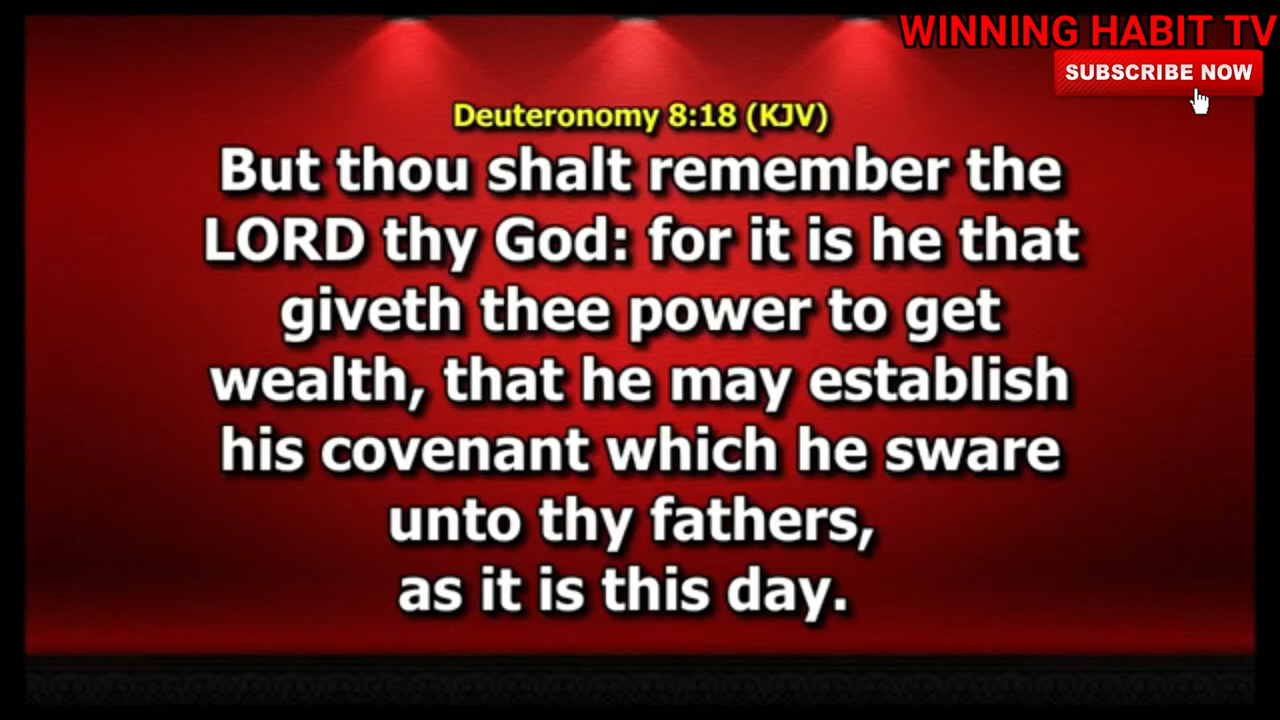 WINNING HABIT TV
SUBSCRIBE NOW
Deuteronomy 8:18 (KJV)
But thou shalt remember the
LORD thy God: for it is he that
giveth thee power to get
wealth, that he may establish
his covenant which he sware
unto thy fathers,
as it is this day.